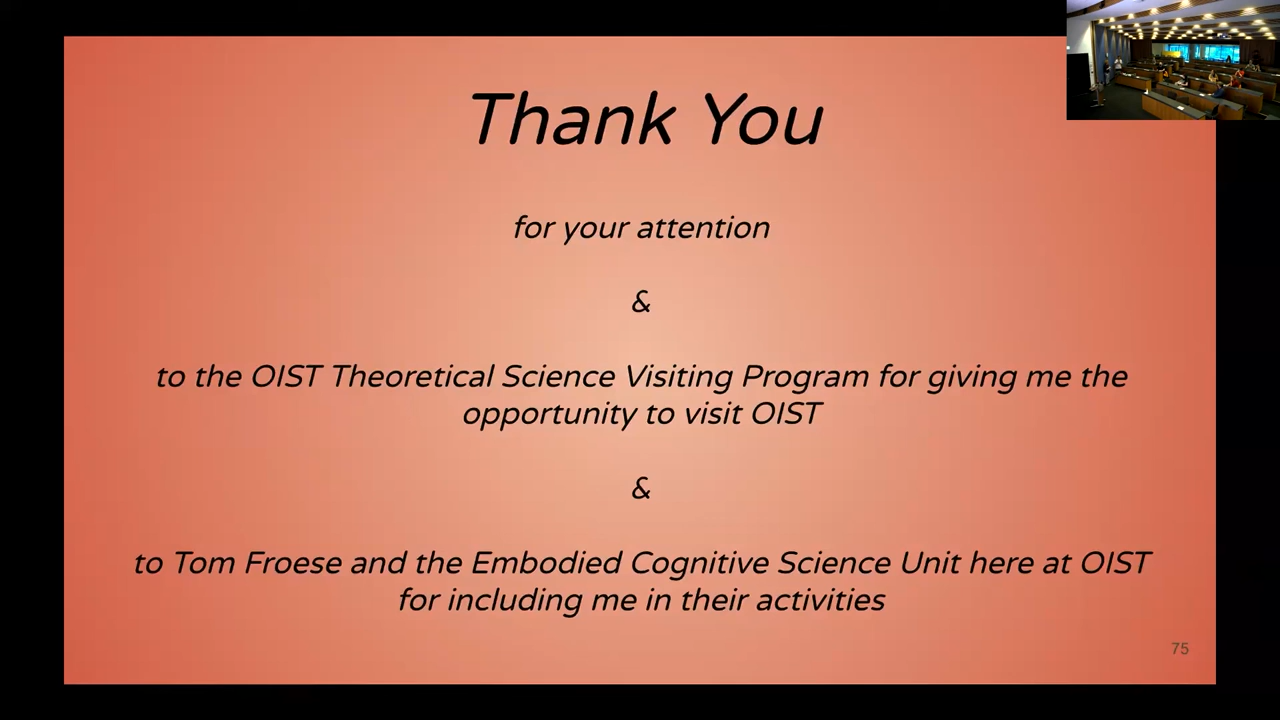 Thank You
for your attention
&
to the OIST Theoretical Science Visiting Program for giving me the
opportunity to visit OIST
&
to Tom Froese and the Embodied Cognitive Science Unit here at OIST
for including me in their activities
75